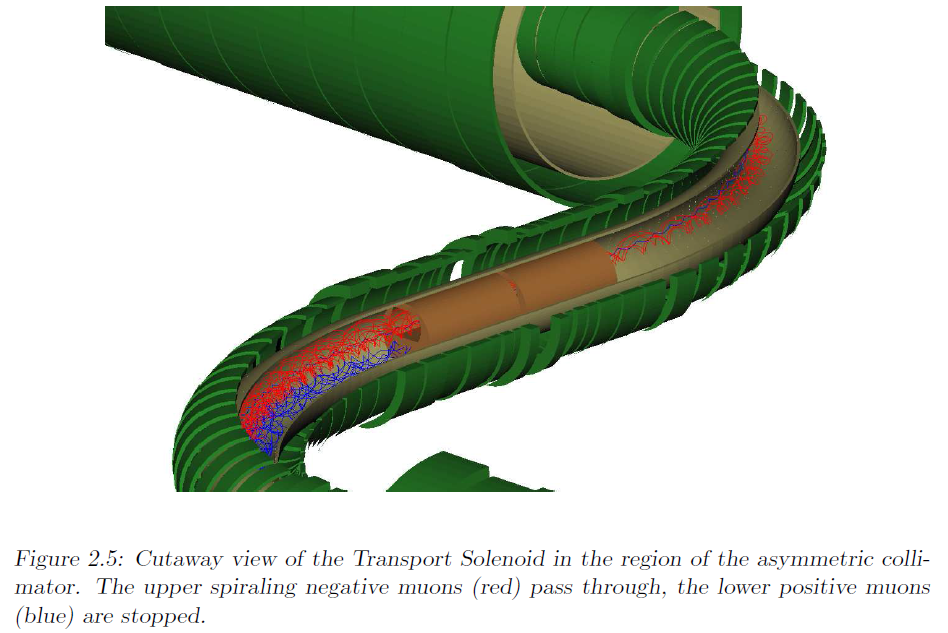 Figure 2.5: Cutaway view of the Transport Solenoid in the region of the asymmetric colli-
mator. The upper spiraling negative muons (red) pass through, the lower positive muons
(blue) are stopped.